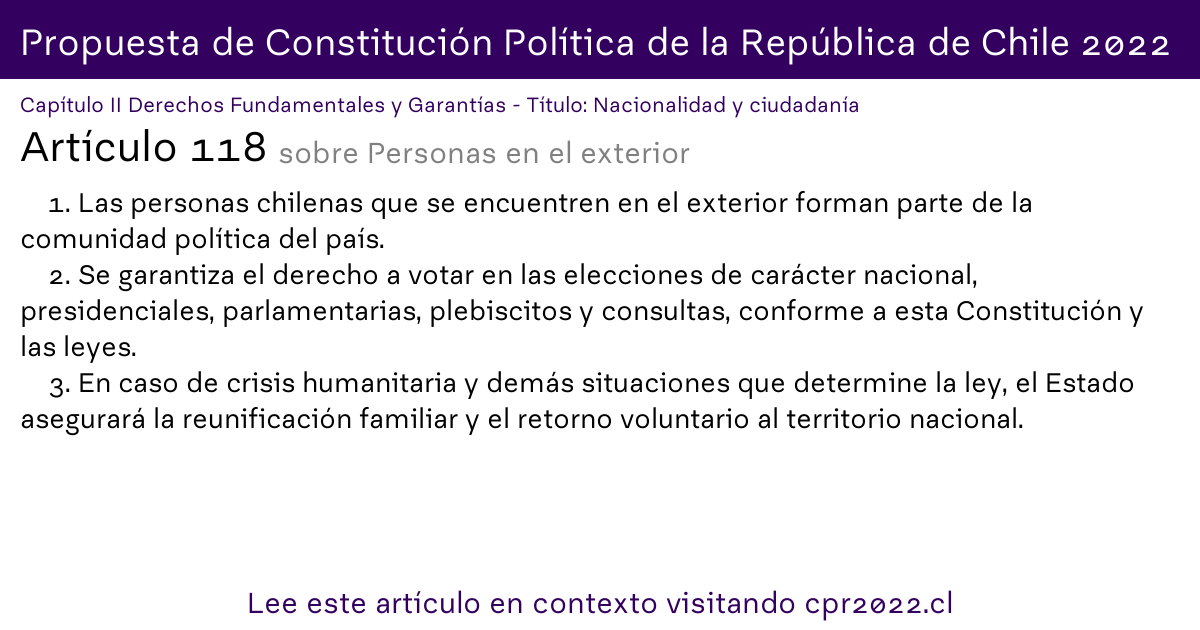 Propuesta de Constitución Política de la República de Chile 2022
Capítulo II Derechos Fundamentales y Garantías - Título: Nacionalidad y ciudadanía
Artículo 118 sobre Personas en el exterior
1. Las personas chilenas que se encuentren en el exterior forman parte de la
comunidad política del país.
2. Se garantiza el derecho a votar en las elecciones de carácter nacional,
presidenciales, parlamentarias, plebiscitos y consultas, conforme a esta Constitución y
las leyes.
3. En caso de crisis humanitaria y demás situaciones que determine la ley, el Estado
asegurará la reunificación familiar y el retorno voluntario al territorio nacional.
Lee este artículo en contexto visitando cpr2022.cl